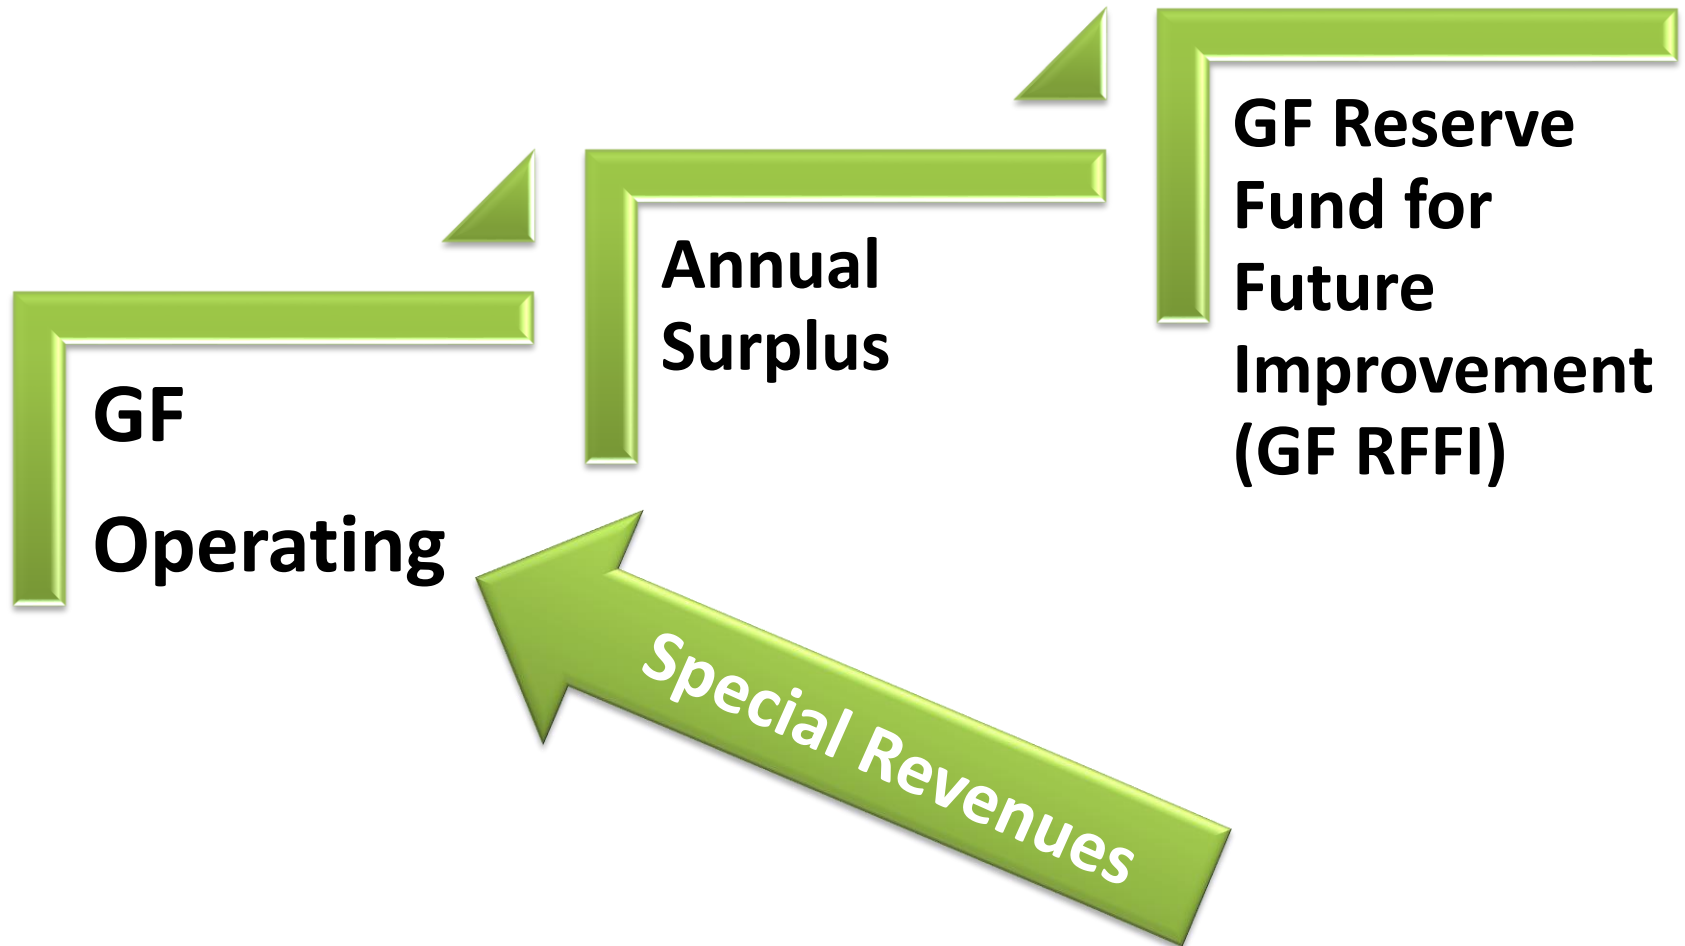 GF
Operating
Annual
Surplus
GF Reserve
Fund for
Future
Improvement
(GF RFFI)
Special Revenues